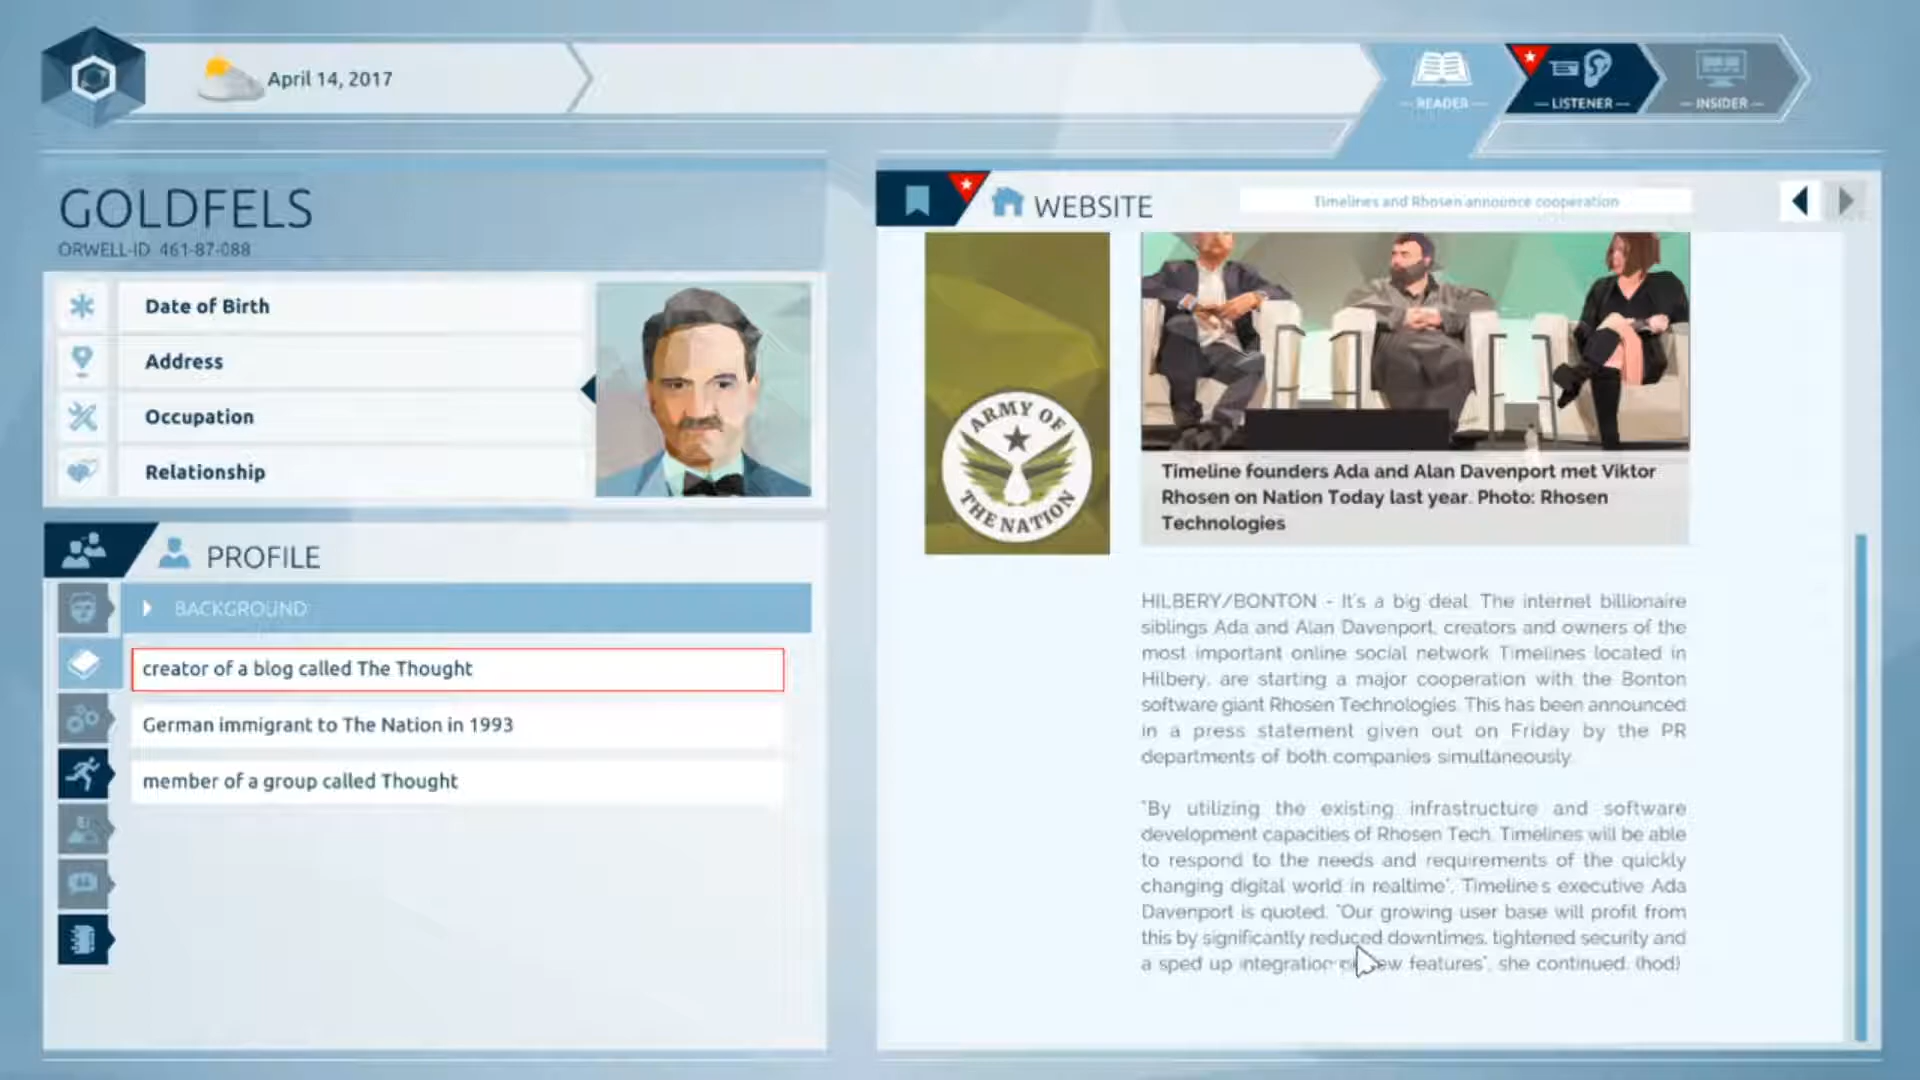 April 14, 2017
READER
LISTENER
INSIDER
GOLDFELS
ORWELL-ID 461-87-088
Date of Birth
Address
Occupation
Relationship
PROFILE
BACKGROUND
creator of a blog called The Thought
German immigrant to The Nation in 1993
member of a group called Thought
WEBSITE
Timelines and Rhosen announce cooperation
ARMY OF
THE NATION
Timeline founders Ada and Alan Davenport met Viktor
Rhosen on Nation Today last year. Photo: Rhosen
Technologies
HILBERY/BONTON - It's a big deal. The internet billionaire
siblings Ada and Alan Davenport, creators and owners of the
most important online social network Timelines located in
Hilbery, are starting a major cooperation with the Bonton
software giant Rhosen Technologies. This has been announced
in a press statement given out on Friday by the PR
departments of both companies simultaneously.
"By utilizing the existing infrastructure and software
development capacities of Rhosen Tech, Timelines will be able
to respond to the needs and requirements of the quickly
changing digital world in realtime", Timeline's executive Ada
Davenport is quoted. "Our growing user base will profit from
this by significantly reduced downtimes, tightened security and
a sped up integration features", she continued. (hod)